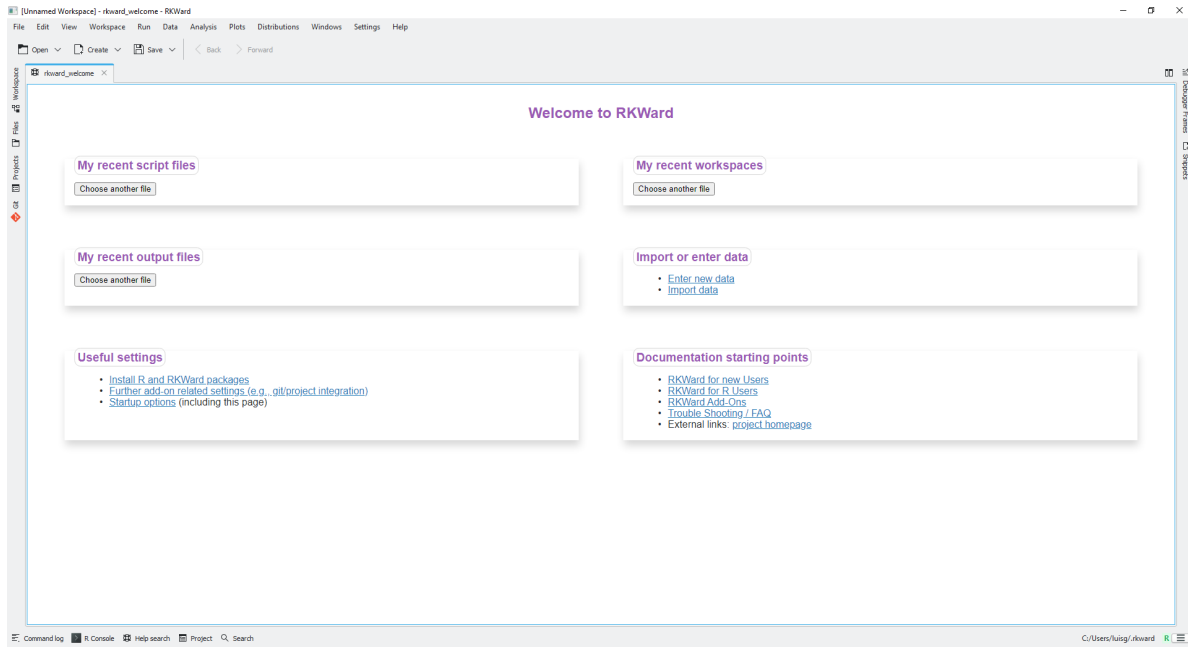 [Unnamed Workspace] - rkward_welcome - RKWard
File Edit View Workspace Run Data Analysis Plots Distributions Windows Settings Help
Open Create Save Back Forward
rkward_welcome
Workspace
Files
Projects
Git
Debugger Frames
Snippets
Welcome to RKWard
My recent script files
Choose another file
My recent workspaces
Choose another file
My recent output files
Choose another file
Import or enter data
• Enter new data
• Import data
Useful settings
• Install R and RKWard packages
• Further add-on related settings (e.g., git/project integration)
• Startup options (including this page)
Documentation starting points
• RKWard for new Users
• RKWard for R Users
• RKWard Add-Ons
• Trouble Shooting / FAQ
• External links: project homepage
Command log R Console Help search Project Search
C:/Users/luisg/.rkward R